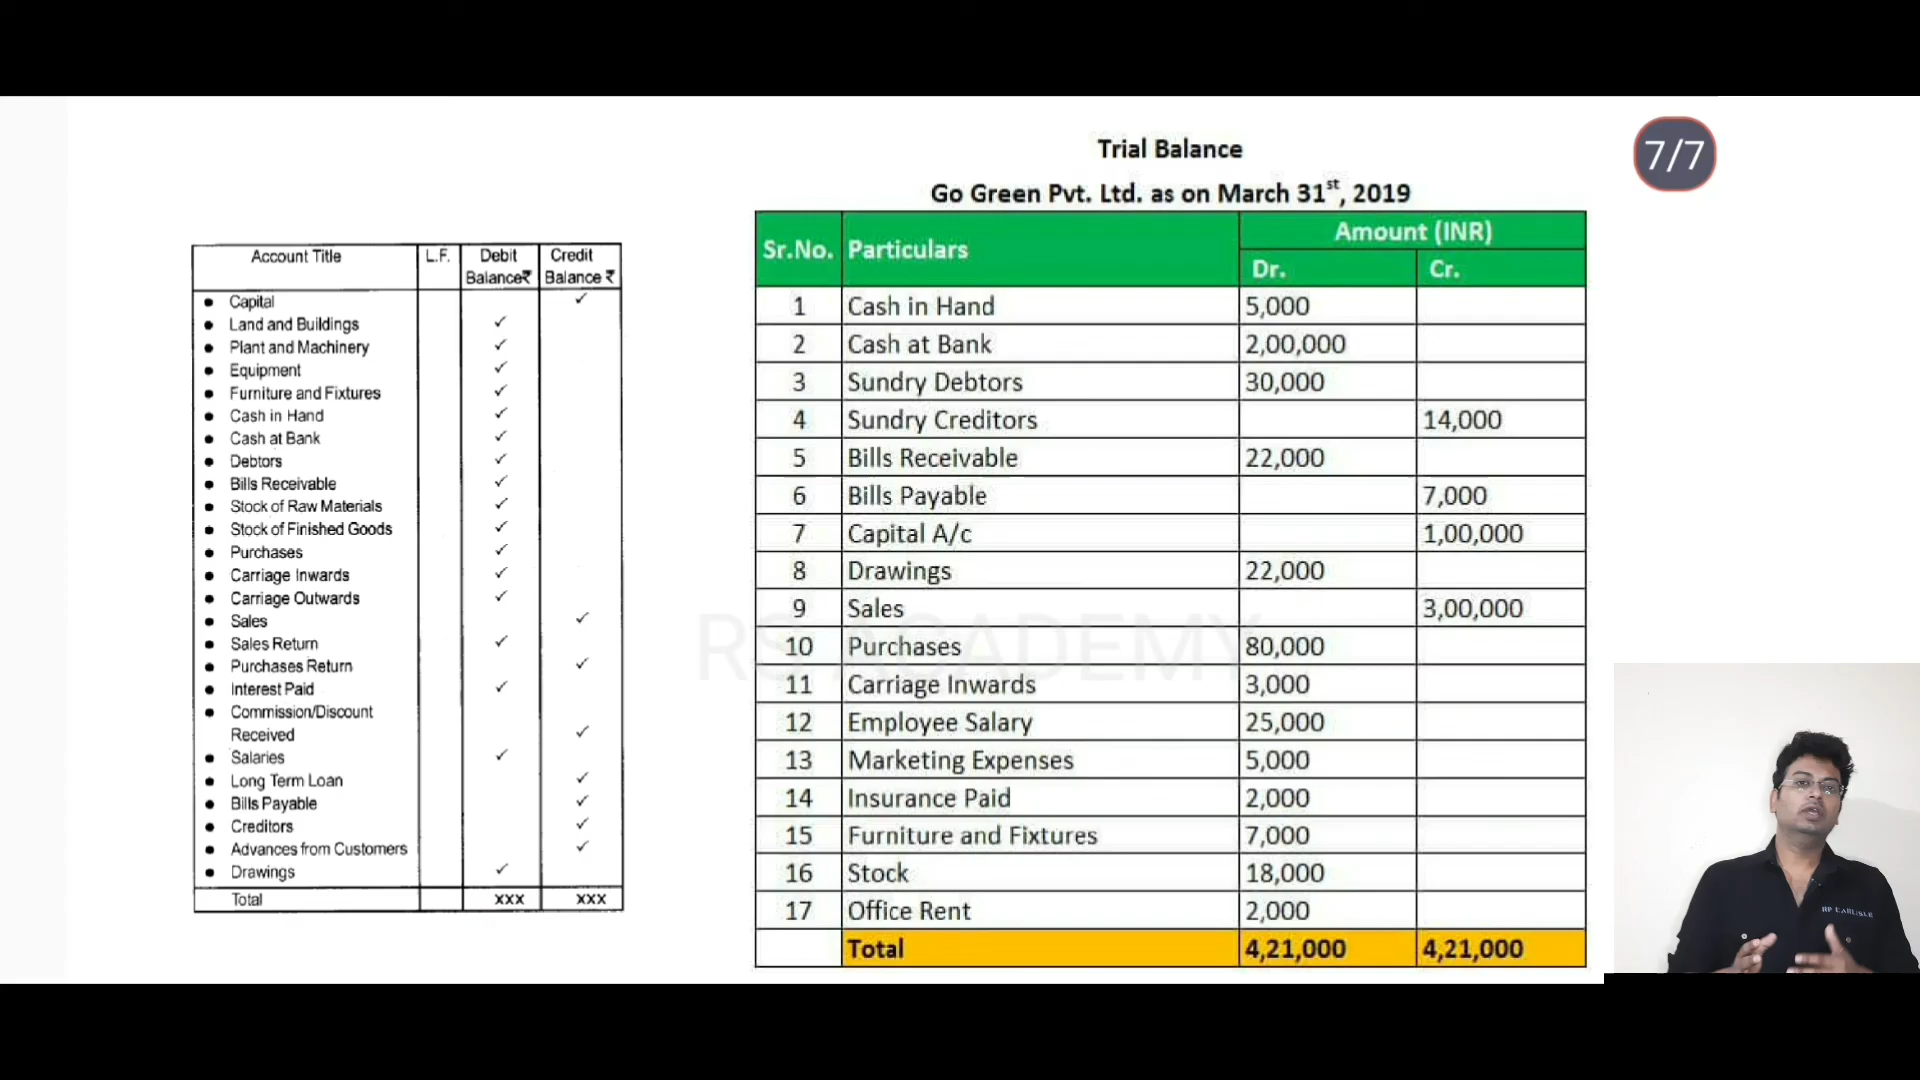 7/7
Trial Balance
Go Green Pvt. Ltd. as on March 31st, 2019
Account Title L.F. Debit Balance₹ Credit Balance ₹
• Capital ✓
• Land and Buildings ✓
• Plant and Machinery ✓
• Equipment ✓
• Furniture and Fixtures ✓
• Cash in Hand ✓
• Cash at Bank ✓
• Debtors ✓
• Bills Receivable ✓
• Stock of Raw Materials ✓
• Stock of Finished Goods ✓
• Purchases ✓
• Carriage Inwards ✓
• Carriage Outwards ✓
• Sales ✓
• Sales Return ✓
• Purchases Return ✓
• Interest Paid ✓
• Commission/Discount
Received ✓
• Salaries ✓
• Long Term Loan ✓
• Bills Payable ✓
• Creditors ✓
• Advances from Customers ✓
• Drawings ✓
Total xxx xxx
Sr.No. Particulars Amount (INR)
Dr. Cr.
1 Cash in Hand 5,000
2 Cash at Bank 2,00,000
3 Sundry Debtors 30,000
4 Sundry Creditors 14,000
5 Bills Receivable 22,000
6 Bills Payable 7,000
7 Capital A/c 1,00,000
8 Drawings 22,000
9 Sales 3,00,000
10 Purchases 80,000
11 Carriage Inwards 3,000
12 Employee Salary 25,000
13 Marketing Expenses 5,000
14 Insurance Paid 2,000
15 Furniture and Fixtures 7,000
16 Stock 18,000
17 Office Rent 2,000
Total 4,21,000 4,21,000
RS ACADEMY